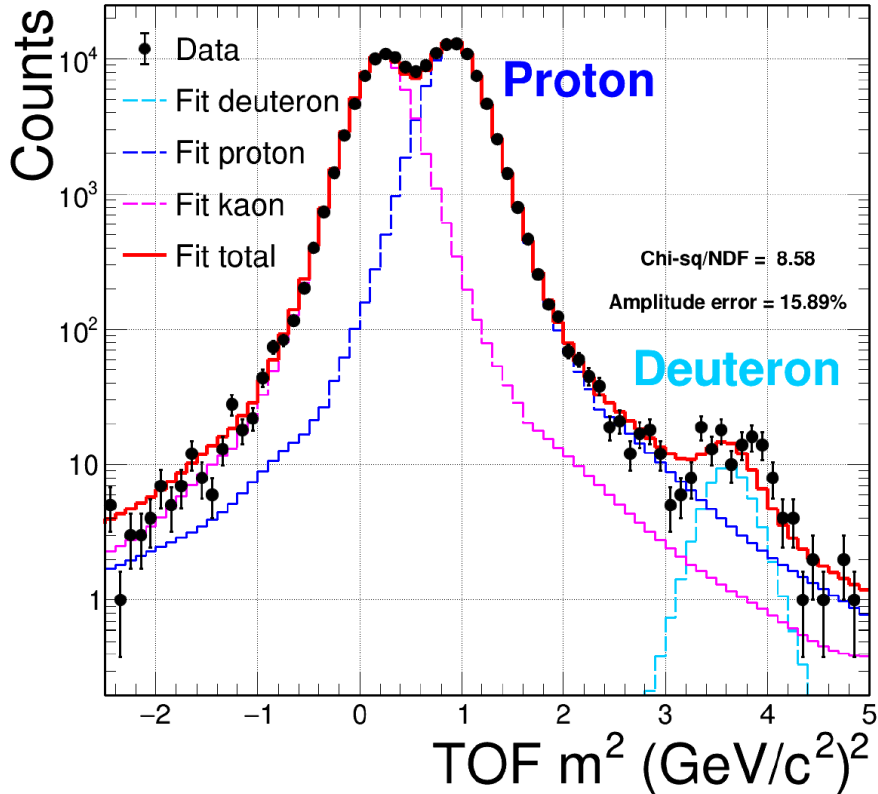 Counts
10⁴
10³
10²
10
1
Data
Fit deuteron
Fit proton
Fit kaon
Fit total
Proton
Chi-sq/NDF = 8.58
Amplitude error = 15.89%
Deuteron
−2 −1 0 1 2 3 4 5
TOF m² (GeV/c²)²